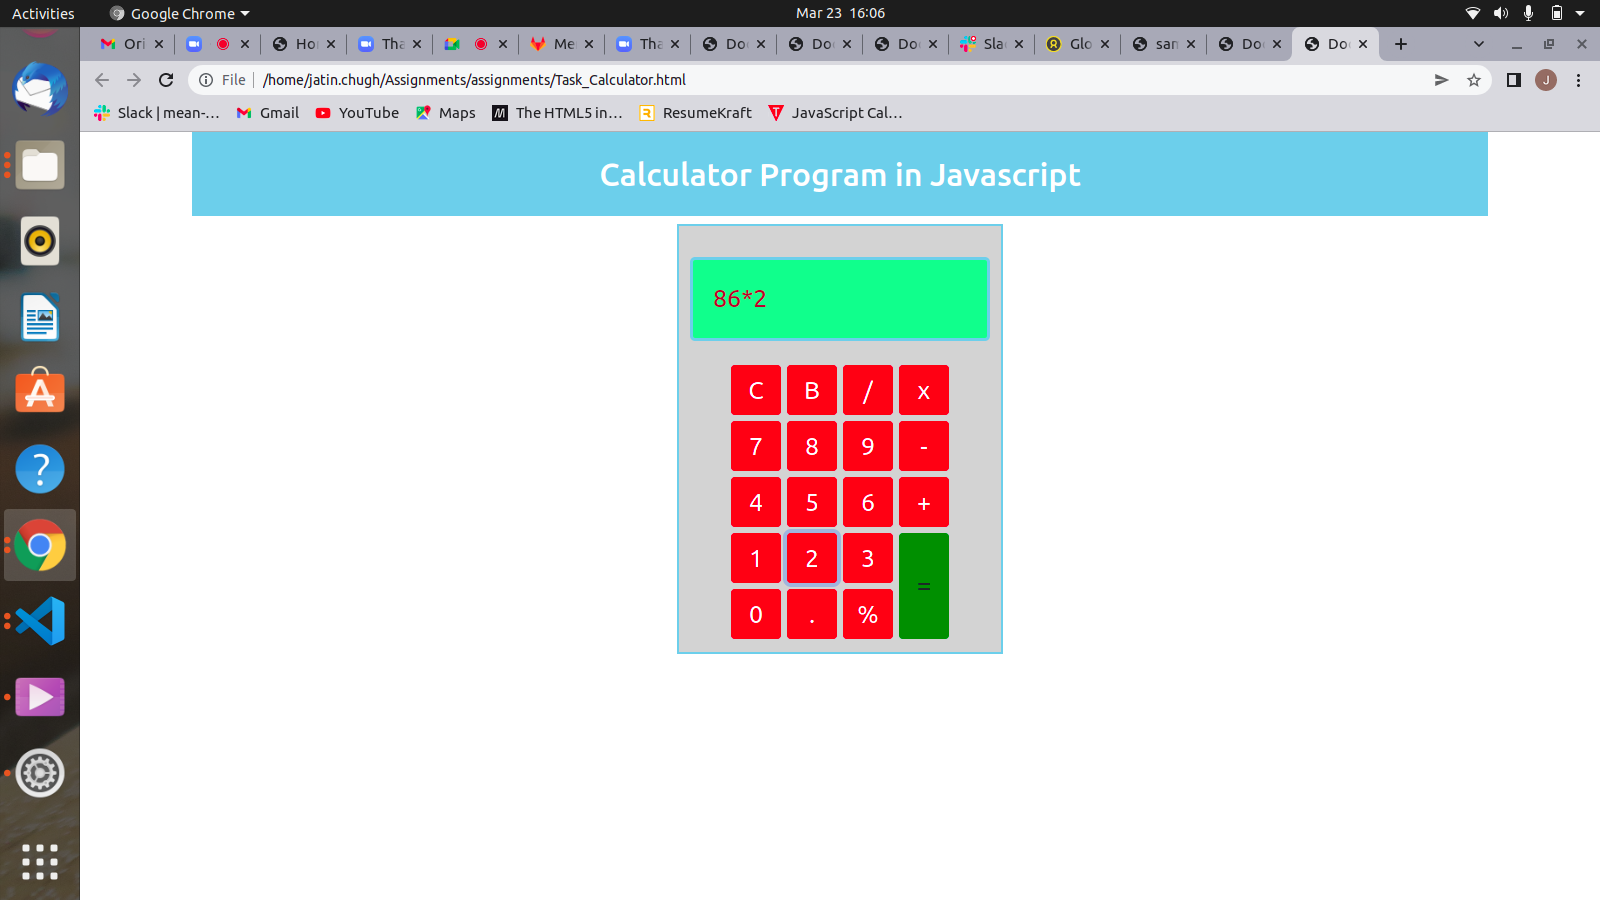 Activities Google Chrome Mar 23 16:06
Ori Ho Tha Me Tha Do Do Do Sla Glo san Do Do
File /home/jatin.chugh/Assignments/assignments/Task_Calculator.html J
Slack | mean-... Gmail YouTube Maps The HTML5 in... ResumeKraft JavaScript Cal...
Calculator Program in Javascript
86*2
C B / x
7 8 9 -
4 5 6 +
1 2 3 =
0 . %